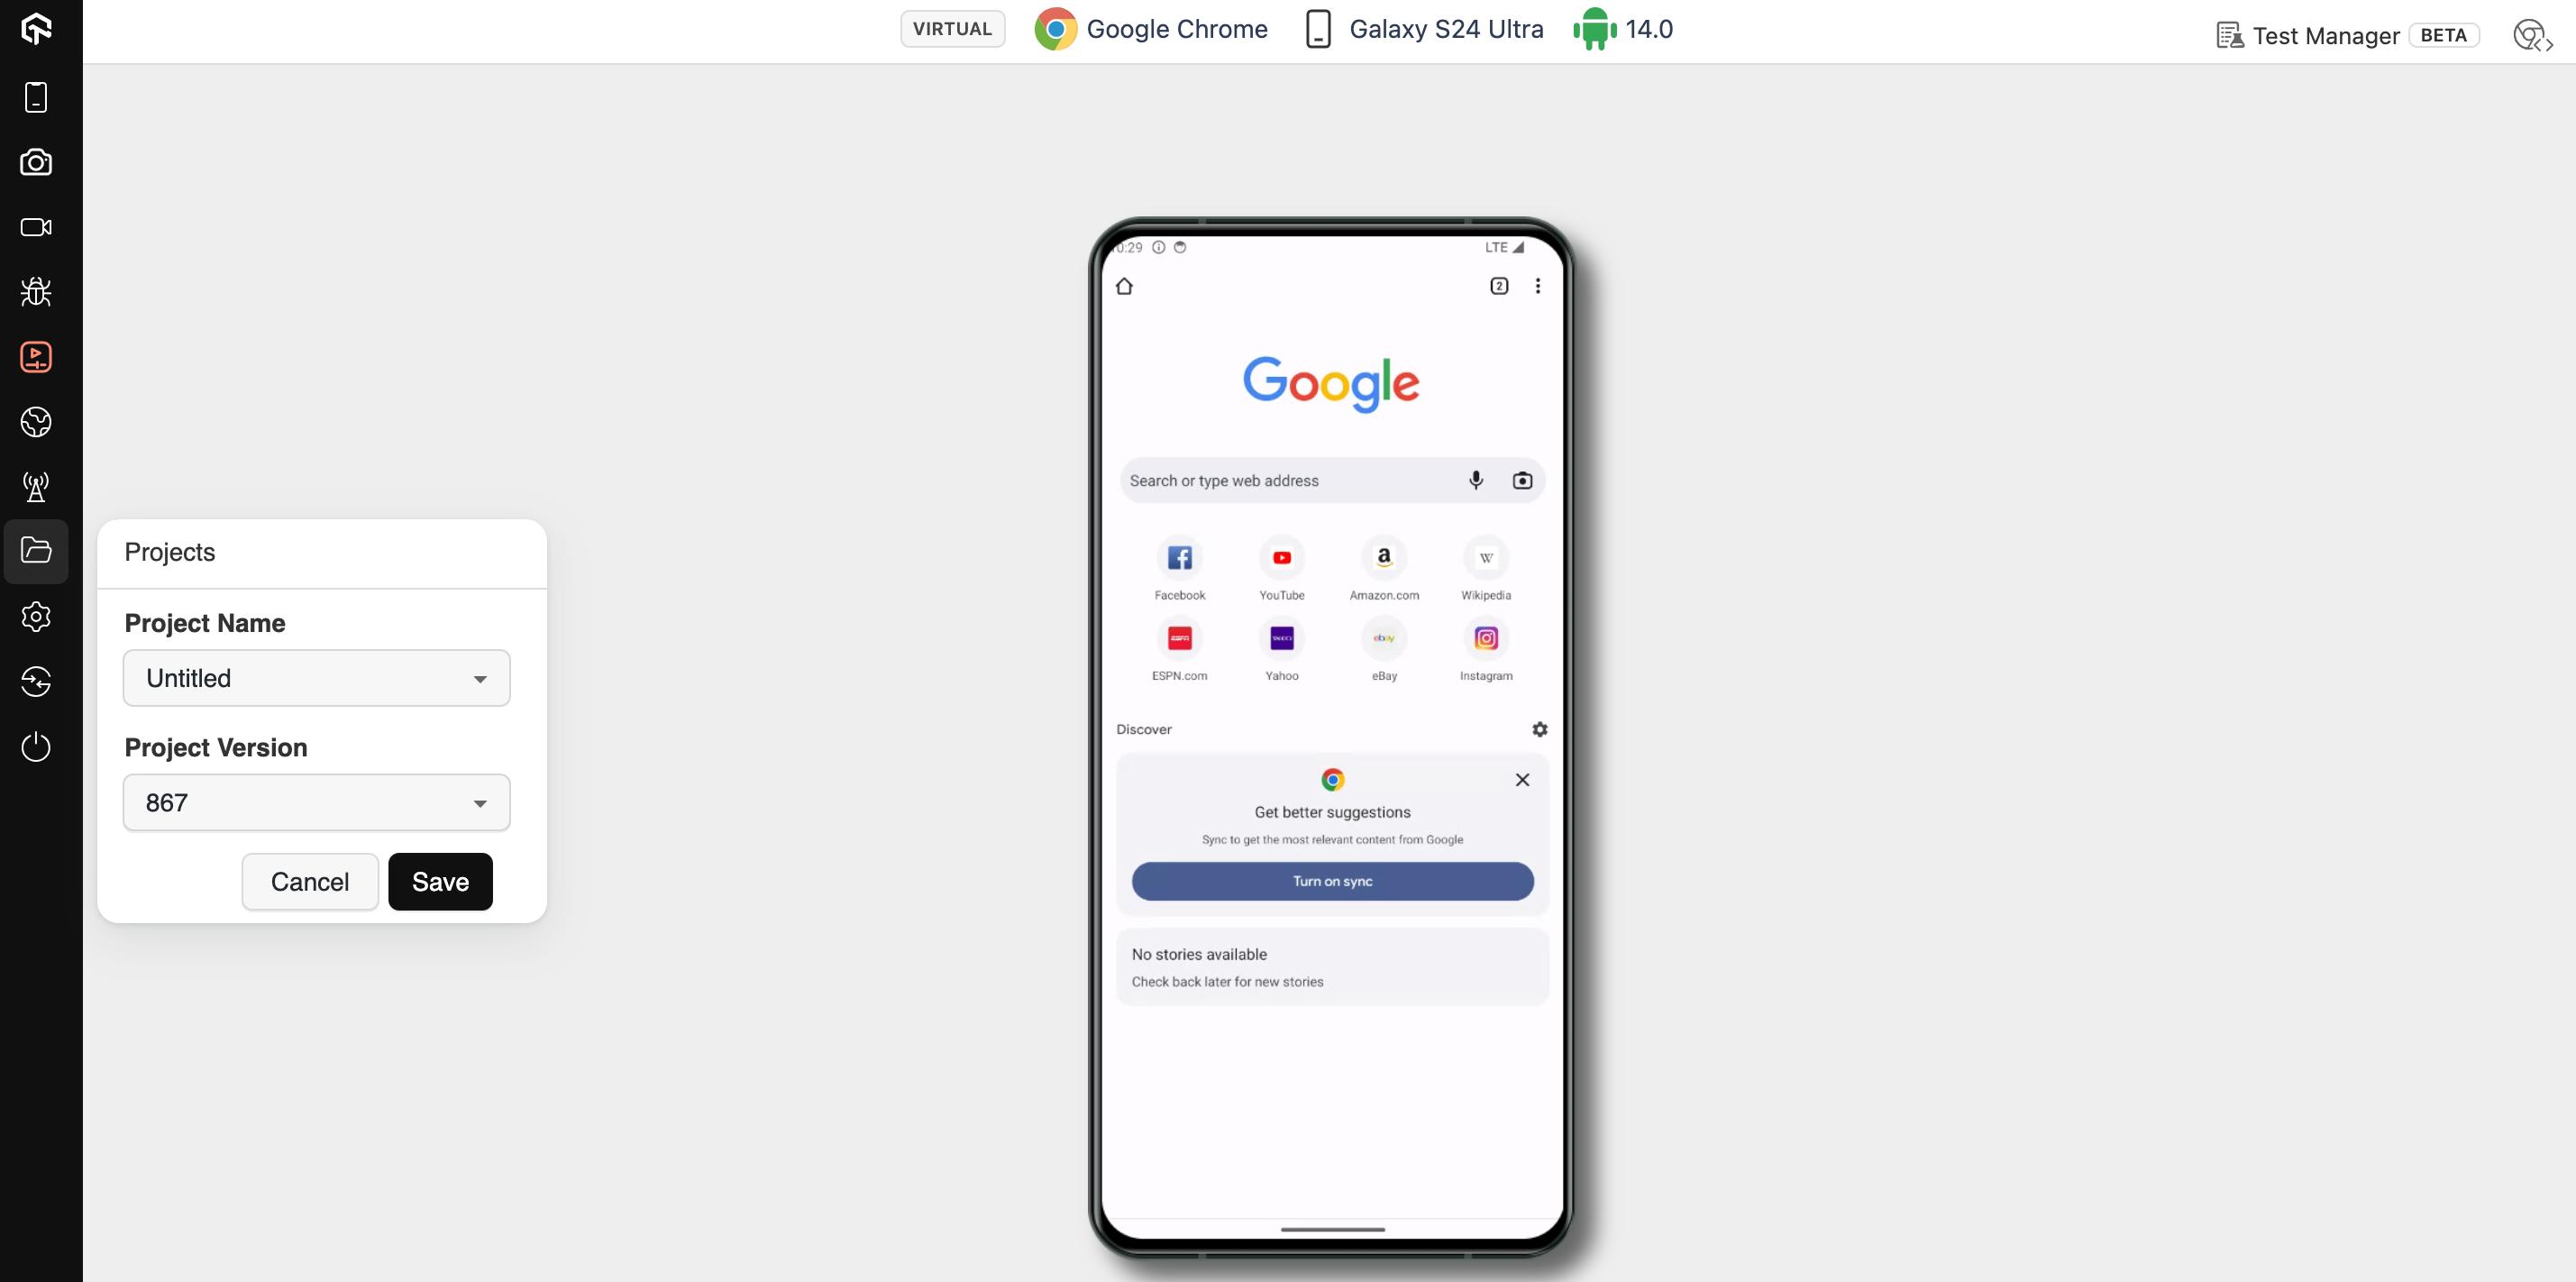 VIRTUAL Google Chrome Galaxy S24 Ultra 14.0
Test Manager BETA
0:29 LTE
2
Google
Search or type web address
Facebook YouTube Amazon.com Wikipedia
ESPN.com Yahoo eBay Instagram
Discover
Get better suggestions
Sync to get the most relevant content from Google
Turn on sync
No stories available
Check back later for new stories
Projects
Project Name
Untitled
Project Version
867
Cancel Save